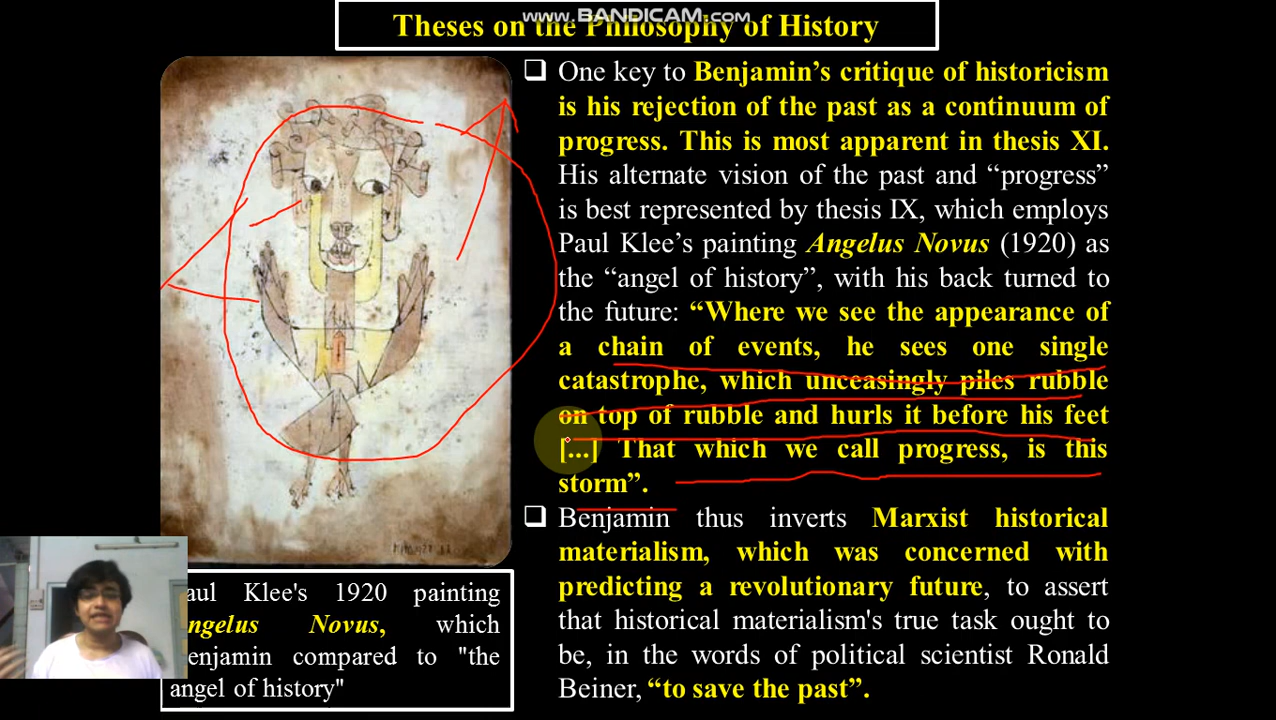 www.BANDICAM.com
Theses on the Philosophy of History
One key to Benjamin’s critique of historicism
is his rejection of the past as a continuum of
progress. This is most apparent in thesis XI.
His alternate vision of the past and “progress”
is best represented by thesis IX, which employs
Paul Klee’s painting Angelus Novus (1920) as
the “angel of history”, with his back turned to
the future: “Where we see the appearance of
a chain of events, he sees one single
catastrophe, which unceasingly piles rubble
on top of rubble and hurls it before his feet
[...] That which we call progress, is this
storm”.
Benjamin thus inverts Marxist historical
materialism, which was concerned with
predicting a revolutionary future, to assert
that historical materialism's true task ought to
be, in the words of political scientist Ronald
Beiner, “to save the past”.
aul Klee's 1920 painting
ngelus Novus, which
enjamin compared to "the
angel of history"